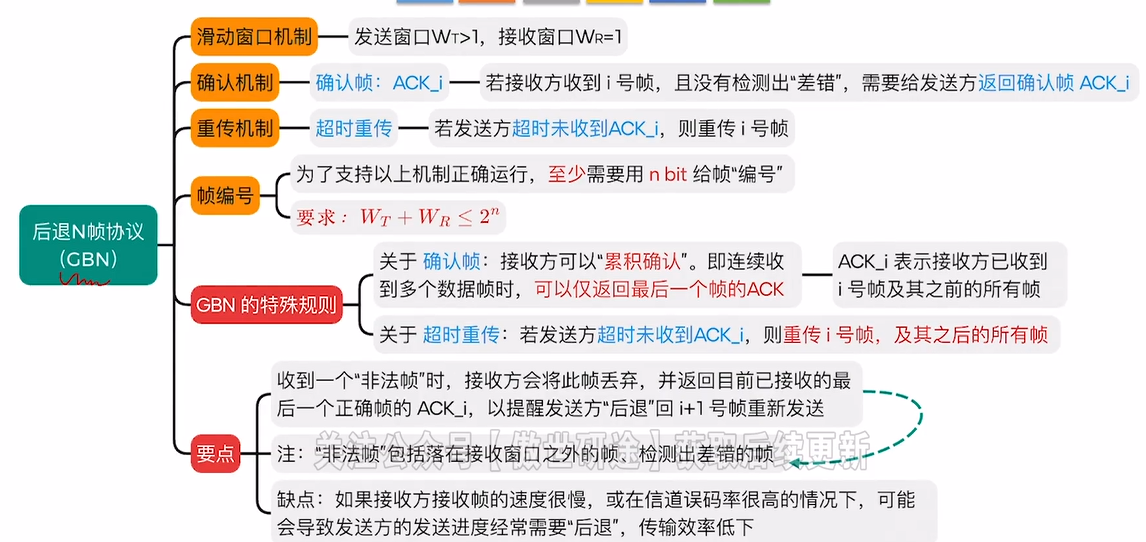 滑动窗口机制
发送窗口WT>1，接收窗口WR=1
确认机制
确认帧：ACK_i
若接收方收到 i 号帧，且没有检测出“差错”，需要给发送方返回确认帧 ACK_i
重传机制
超时重传
若发送方超时未收到ACK_i，则重传 i 号帧
帧编号
为了支持以上机制正确运行，至少需要用 n bit 给帧“编号”
要求：W_T + W_R ≤ 2^n
后退N帧协议
（GBN）
GBN 的特殊规则
关于 确认帧：接收方可以“累积确认”。即连续收
到多个数据帧时，可以仅返回最后一个帧的ACK
ACK_i 表示接收方已收到
i 号帧及其之前的所有帧
关于 超时重传：若发送方超时未收到ACK_i，则重传 i 号帧，及其之后的所有帧
要点
收到一个“非法帧”时，接收方会将此帧丢弃，并返回目前已接收的最
后一个正确帧的 ACK_i，以提醒发送方“后退”回 i+1 号帧重新发送
关注公众号【傲世研途】获取后续更新
注：“非法帧”包括落在接收窗口之外的帧、检测出差错的帧
缺点：如果接收方接收帧的速度很慢，或在信道误码率很高的情况下，可能
会导致发送方的发送进度经常需要“后退”，传输效率低下